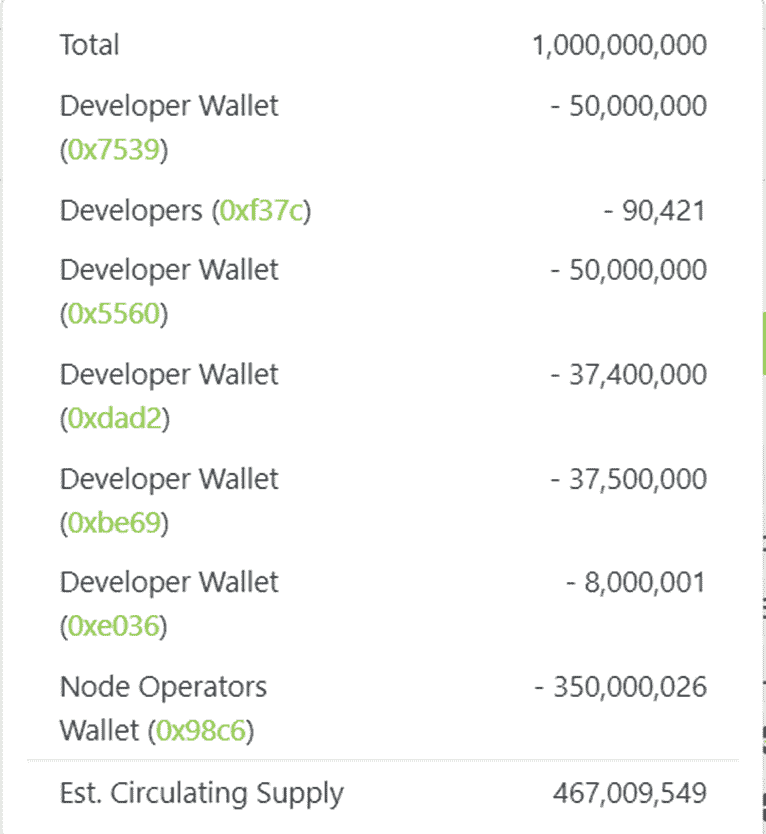 Total 1,000,000,000
Developer Wallet - 50,000,000
(0x7539)
Developers (0xf37c) - 90,421
Developer Wallet - 50,000,000
(0x5560)
Developer Wallet - 37,400,000
(0xdad2)
Developer Wallet - 37,500,000
(0xbe69)
Developer Wallet - 8,000,001
(0xe036)
Node Operators - 350,000,026
Wallet (0x98c6)
Est. Circulating Supply 467,009,549